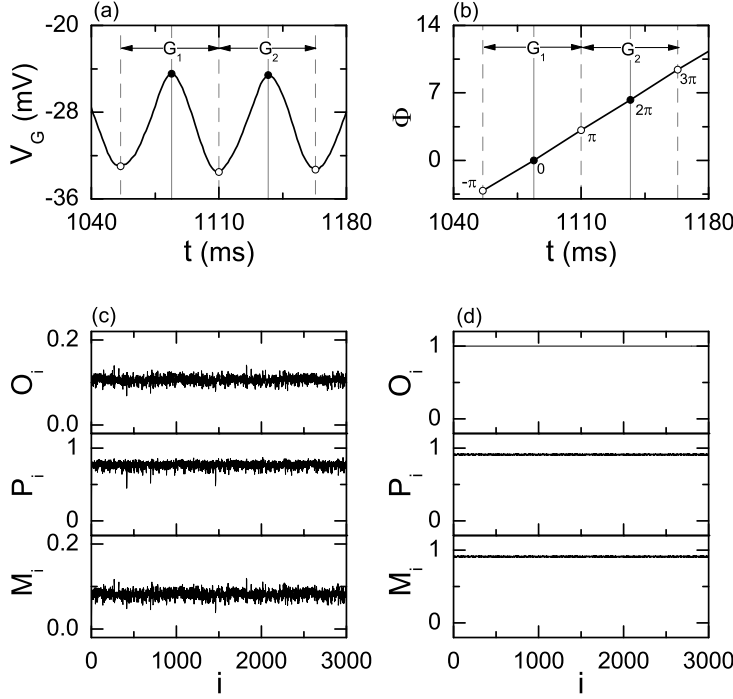 (a)
-20
-28
-36
V_G (mV)
G_1
G_2
1040
1110
1180
t (ms)
(b)
14
7
0
Φ
G_1
G_2
-π
0
π
2π
3π
1040
1110
1180
t (ms)
(c)
0.2
0.0
O_i
1
0
P_i
0.2
0.0
M_i
0
1000
2000
3000
i
(d)
1
0
O_i
1
0
P_i
1
0
M_i
0
1000
2000
3000
i